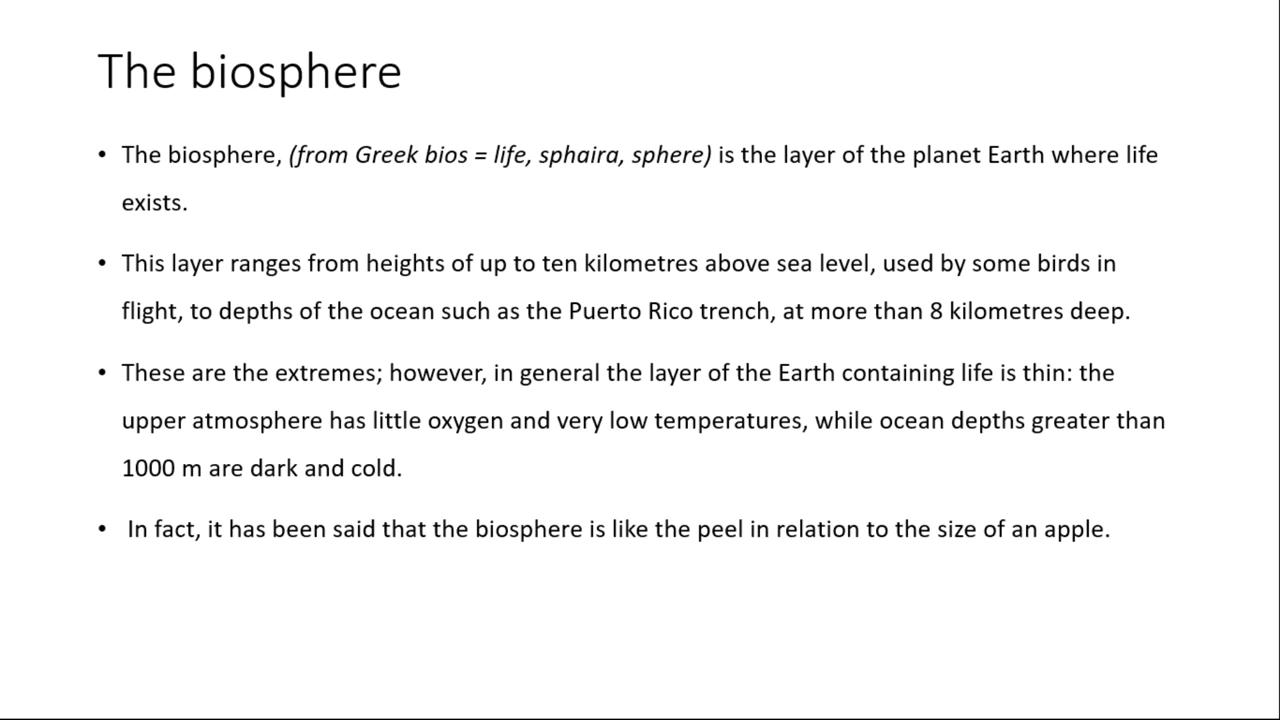 The biosphere
• The biosphere, (from Greek bios = life, sphaira, sphere) is the layer of the planet Earth where life
exists.
• This layer ranges from heights of up to ten kilometres above sea level, used by some birds in
flight, to depths of the ocean such as the Puerto Rico trench, at more than 8 kilometres deep.
• These are the extremes; however, in general the layer of the Earth containing life is thin: the
upper atmosphere has little oxygen and very low temperatures, while ocean depths greater than
1000 m are dark and cold.
• In fact, it has been said that the biosphere is like the peel in relation to the size of an apple.